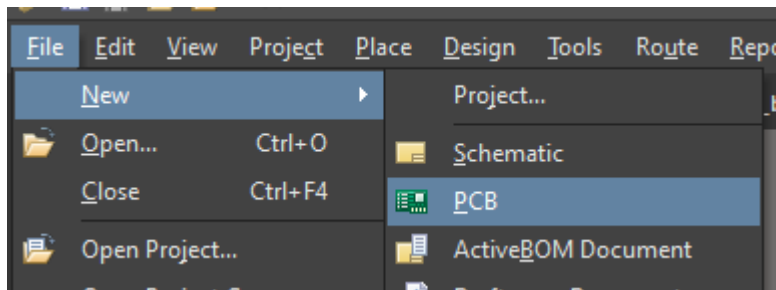 File Edit View Project Place Design Tools Route
New Project...
Open... Ctrl+O Schematic
Close Ctrl+F4 PCB
Open Project... ActiveBOM Document